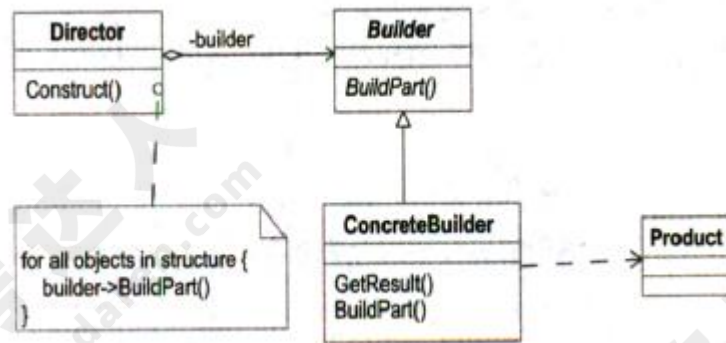 Director
-builder
Builder
Construct()
BuildPart()
for all objects in structure {
builder->BuildPart()
}
ConcreteBuilder
GetResult()
BuildPart()
Product